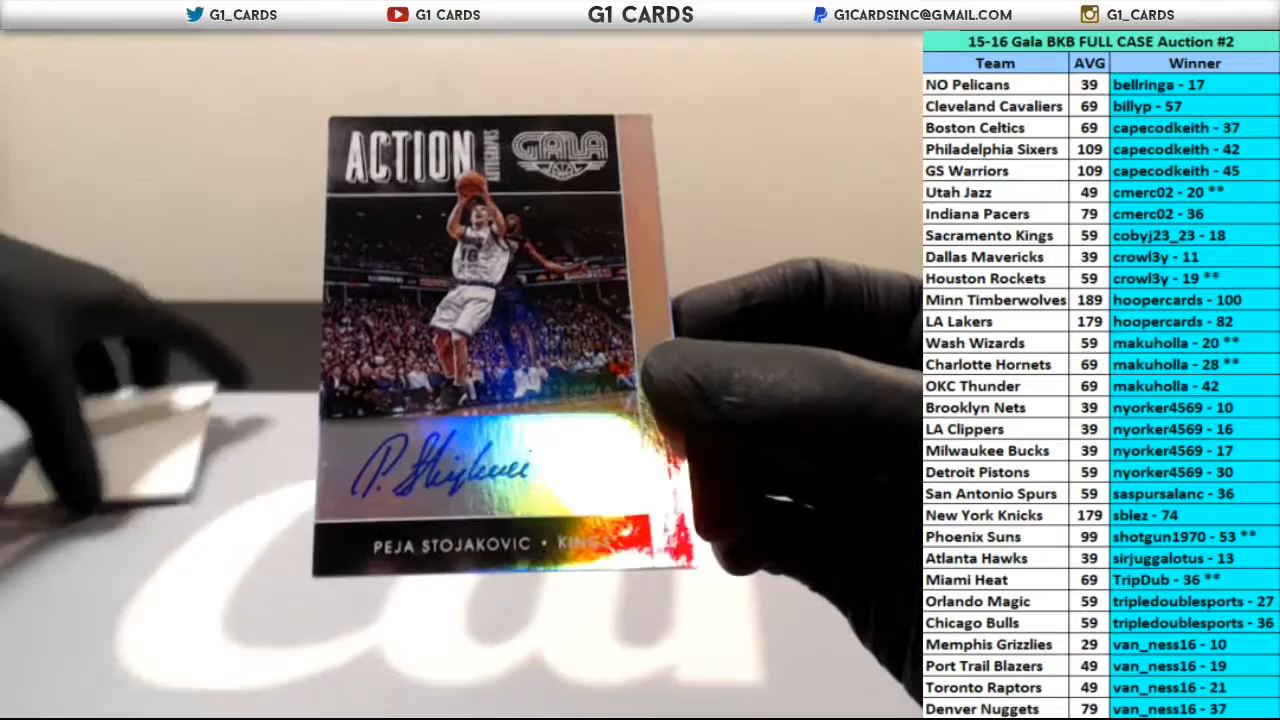 G1_CARDS
G1 CARDS
G1 CARDS
G1CARDSINC@GMAIL.COM
G1_CARDS
15-16 Gala BKB FULL CASE Auction #2
Team AVG Winner
NO Pelicans 39 bellringa - 17
Cleveland Cavaliers 69 billyp - 57
Boston Celtics 69 capecodkeith - 37
Philadelphia Sixers 109 capecodkeith - 42
GS Warriors 109 capecodkeith - 45
Utah Jazz 49 cmerc02 - 20 **
Indiana Pacers 79 cmerc02 - 36
Sacramento Kings 59 cobyj23_23 - 18
Dallas Mavericks 39 crowl3y - 11
Houston Rockets 59 crowl3y - 19 **
Minn Timberwolves 189 hoopercards - 100
LA Lakers 179 hoopercards - 82
Wash Wizards 59 makuholla - 20 **
Charlotte Hornets 69 makuholla - 28 **
OKC Thunder 69 makuholla - 42
Brooklyn Nets 39 nyorker4569 - 10
LA Clippers 39 nyorker4569 - 16
Milwaukee Bucks 39 nyorker4569 - 17
Detroit Pistons 59 nyorker4569 - 30
San Antonio Spurs 59 saspursalanc - 36
New York Knicks 179 sblez - 74
Phoenix Suns 99 shotgun1970 - 53 **
Atlanta Hawks 39 sirjuggalotus - 13
Miami Heat 69 TripDub - 36 **
Orlando Magic 59 tripledoublesports - 27
Chicago Bulls 59 tripledoublesports - 36
Memphis Grizzlies 29 van_ness16 - 10
Port Trail Blazers 49 van_ness16 - 19
Toronto Raptors 49 van_ness16 - 21
Denver Nuggets 79 van_ness16 - 37
ACTION
AUTOGRAPHS
GALA
16
PEJA STOJAKOVIC • KINGS